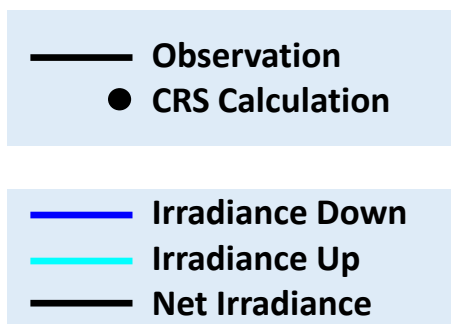 Observation
CRS Calculation
Irradiance Down
Irradiance Up
Net Irradiance